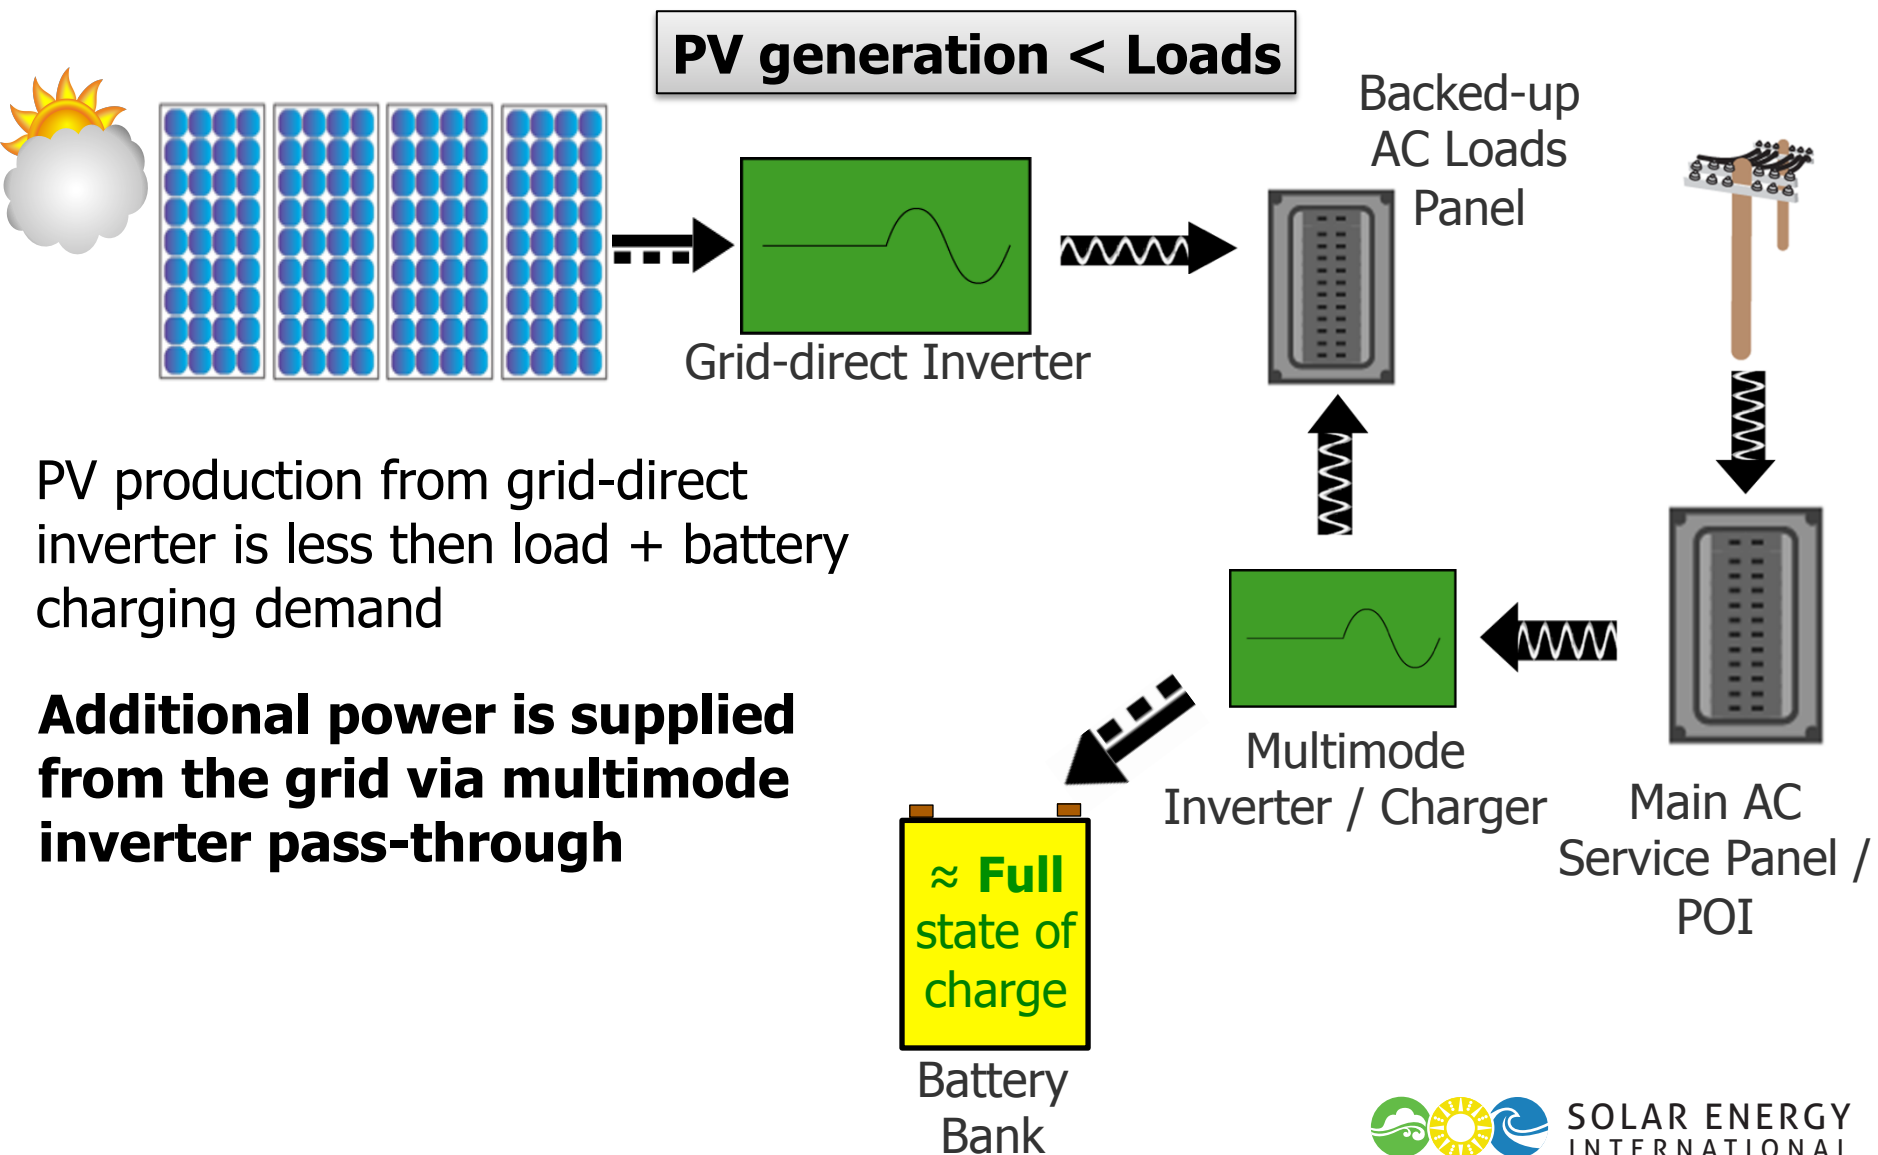 PV generation < Loads
Backed-up
AC Loads
Panel
Grid-direct Inverter
PV production from grid-direct
inverter is less then load + battery
charging demand
Additional power is supplied
from the grid via multimode
inverter pass-through
Multimode
Inverter / Charger
Main AC
Service Panel /
POI
≈ Full
state of
charge
Battery
Bank
SOLAR ENERGY
INTERNATIONAL